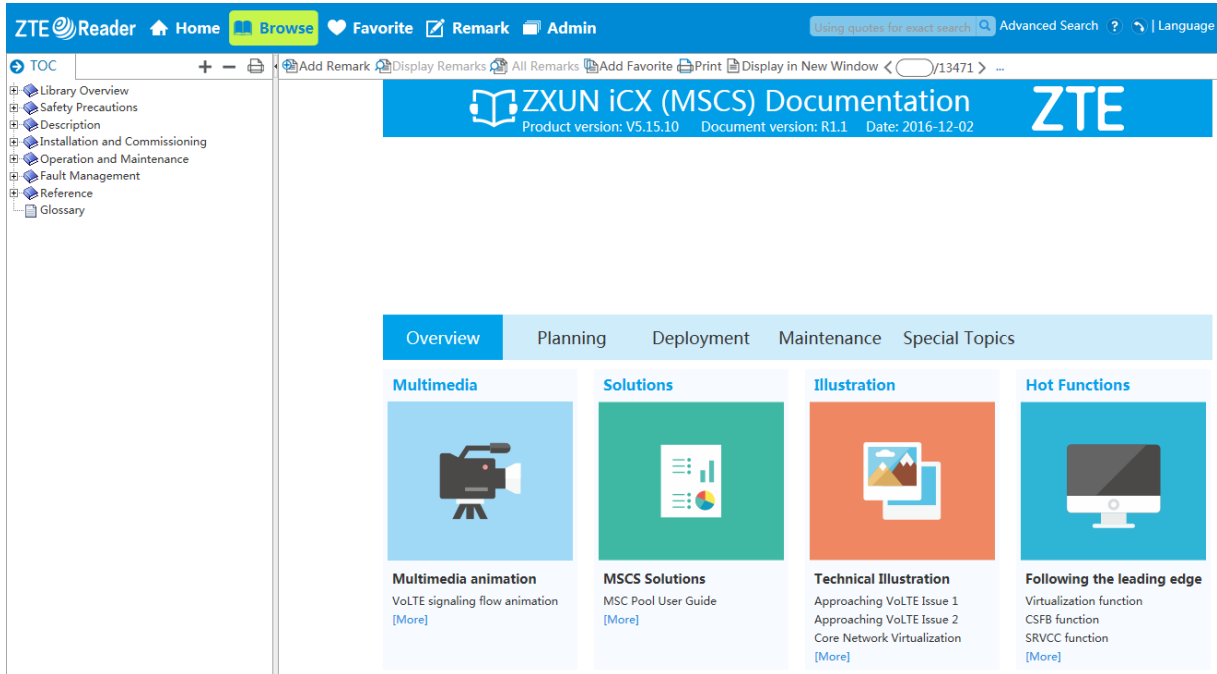 ZTE Reader Home Browse Favorite Remark Admin Using quotes for exact search Advanced Search ? | Language
TOC
Add Remark Display Remarks All Remarks Add Favorite Print Display in New Window /13471 ...
Library Overview
Safety Precautions
Description
Installation and Commissioning
Operation and Maintenance
Fault Management
Reference
Glossary
ZXUN iCX (MSCS) Documentation
Product version: V5.15.10 Document version: R1.1 Date: 2016-12-02
ZTE
Overview Planning Deployment Maintenance Special Topics
Multimedia
Multimedia animation
VoLTE signaling flow animation
[More]
Solutions
MSCS Solutions
MSC Pool User Guide
[More]
Illustration
Technical Illustration
Approaching VoLTE Issue 1
Approaching VoLTE Issue 2
Core Network Virtualization
[More]
Hot Functions
Following the leading edge
Virtualization function
CSFB function
SRVCC function
[More]